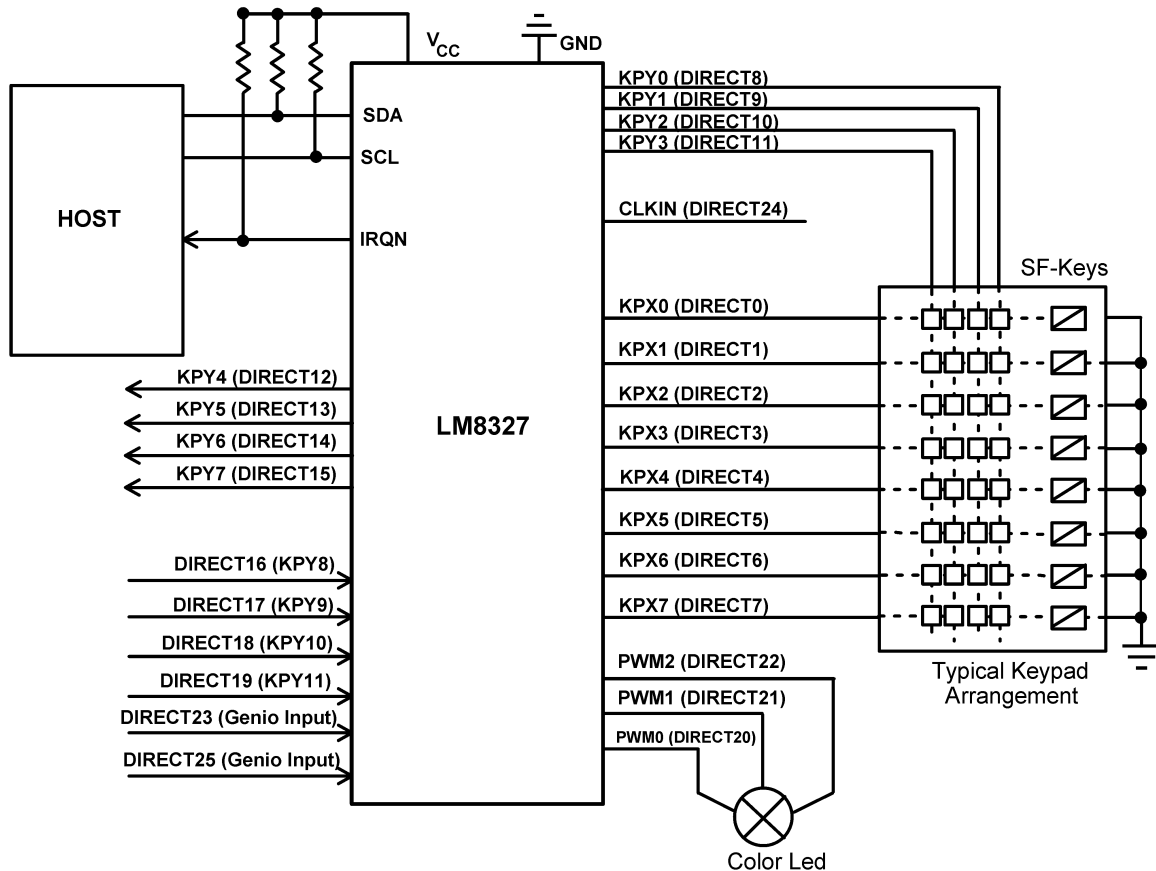 VCC
GND
HOST
SDA
SCL
IRQN
KPY4 (DIRECT12)
KPY5 (DIRECT13)
KPY6 (DIRECT14)
KPY7 (DIRECT15)
DIRECT16 (KPY8)
DIRECT17 (KPY9)
DIRECT18 (KPY10)
DIRECT19 (KPY11)
DIRECT23 (Genio Input)
DIRECT25 (Genio Input)
LM8327
KPY0 (DIRECT8)
KPY1 (DIRECT9)
KPY2 (DIRECT10)
KPY3 (DIRECT11)
CLKIN (DIRECT24)
SF-Keys
KPX0 (DIRECT0)
KPX1 (DIRECT1)
KPX2 (DIRECT2)
KPX3 (DIRECT3)
KPX4 (DIRECT4)
KPX5 (DIRECT5)
KPX6 (DIRECT6)
KPX7 (DIRECT7)
Typical Keypad
Arrangement
PWM2 (DIRECT22)
PWM1 (DIRECT21)
PWM0 (DIRECT20)
Color Led